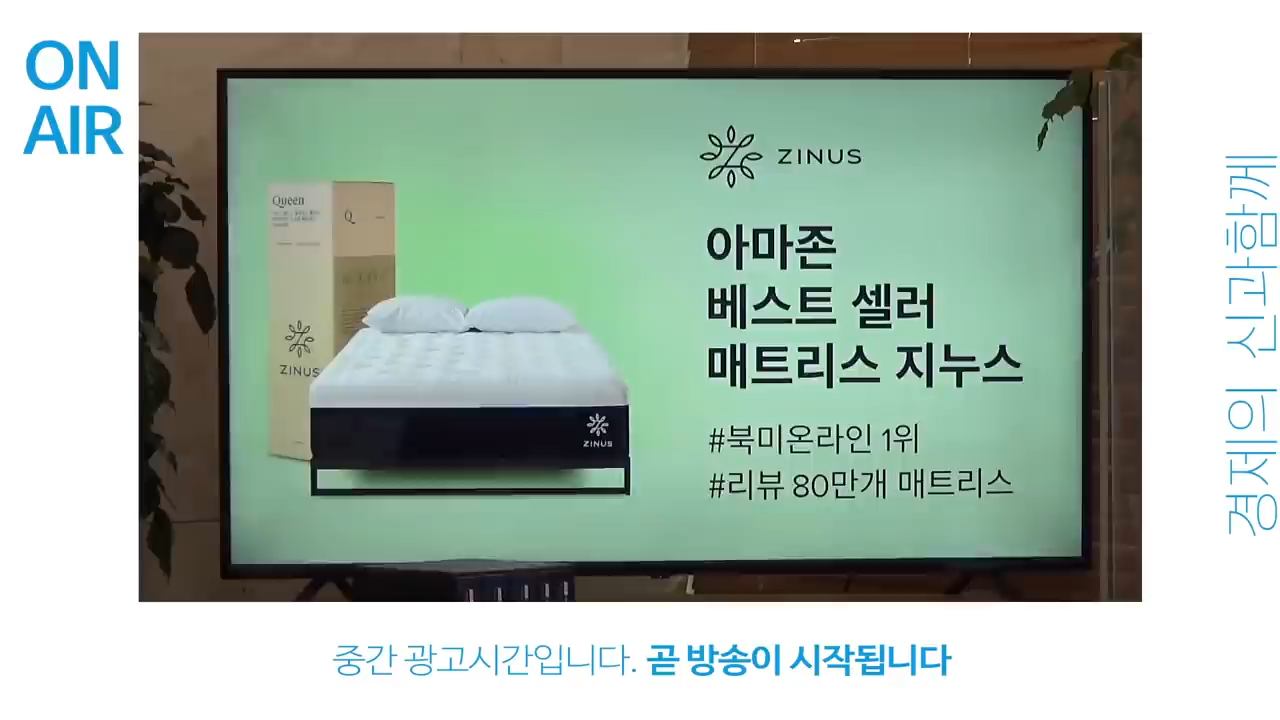 ON
AIR
ZINUS
아마존
베스트 셀러
매트리스 지누스
#북미온라인 1위
#리뷰 80만개 매트리스
Queen
Q
ZINUS
ZINUS
경제의 신과함께
중간 광고시간입니다. 곧 방송이 시작됩니다